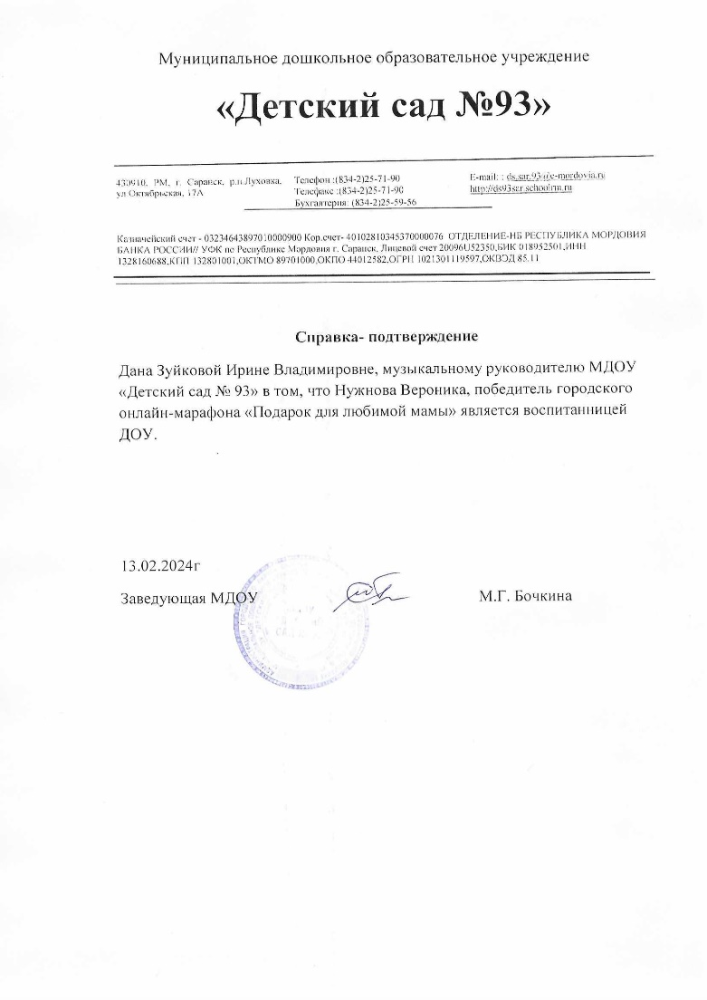 Муниципальное дошкольное образовательное учреждение
«Детский сад №93»
430910, РМ, г. Саранск, р.п.Луховка, ул Октябрьская, 17А
Телефон :(834-2)25-71-90
Телефакс :(834-2)25-71-90
Бухгалтерия: (834-2)25-59-56
E-mail: : ds.sar.93@e-mordovia.ru
http://ds93sar.schoolrm.ru
Казначейский счет - 03234643897010000900 Кор.счет- 40102810345370000076 ОТДЕЛЕНИЕ-НБ РЕСПУБЛИКА МОРДОВИЯ
БАНКА РОССИИ// УФК по Республике Мордовия г. Саранск, Лицевой счет 20096U52350,БИК 018952501,ИНН
1328160688,КПП 132801001,ОКТМО 89701000,ОКПО 44012582,ОГРН 1021301119597,ОКВЭД 85.11
Справка- подтверждение
Дана Зуйковой Ирине Владимировне, музыкальному руководителю МДОУ
«Детский сад № 93» в том, что Нужнова Вероника, победитель городского
онлайн-марафона «Подарок для любимой мамы» является воспитанницей
ДОУ.
13.02.2024г
Заведующая МДОУ
М.Г. Бочкина